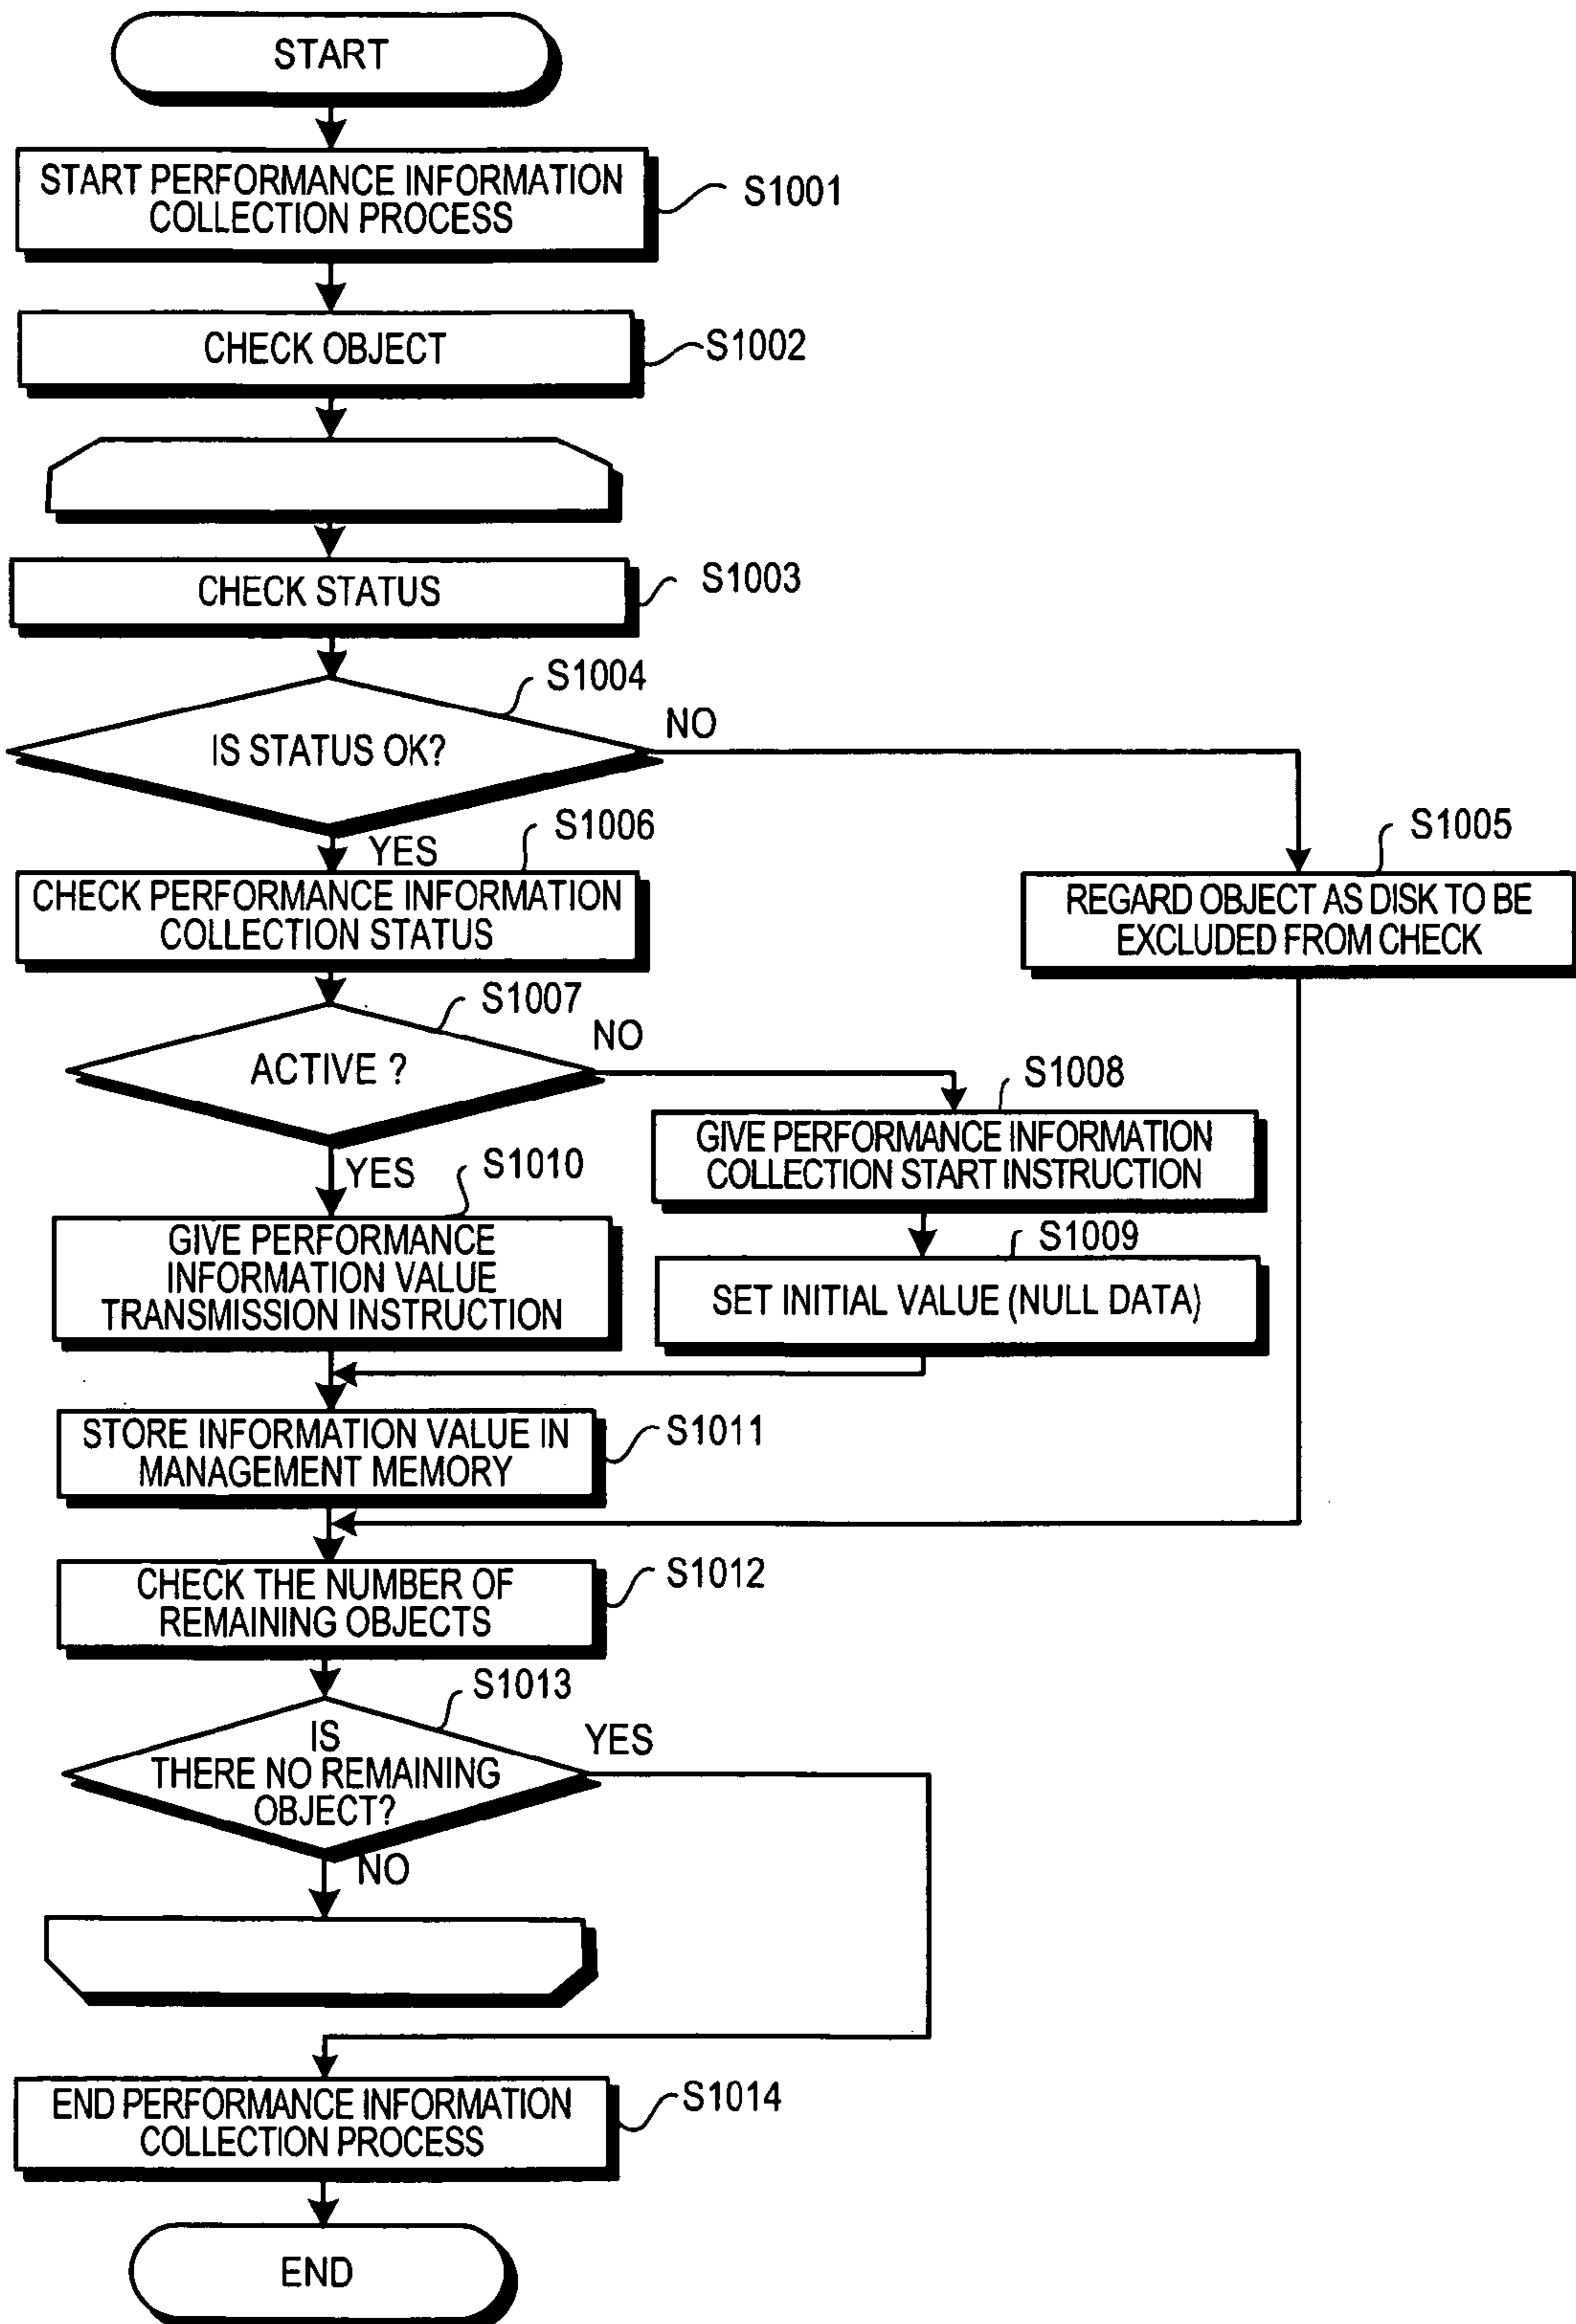 START
START PERFORMANCE INFORMATION
COLLECTION PROCESS
S1001
CHECK OBJECT
S1002
CHECK STATUS
S1003
S1004
IS STATUS OK?
NO
YES
S1006
S1005
CHECK PERFORMANCE INFORMATION
COLLECTION STATUS
REGARD OBJECT AS DISK TO BE
EXCLUDED FROM CHECK
S1007
ACTIVE ?
NO
S1008
GIVE PERFORMANCE INFORMATION
COLLECTION START INSTRUCTION
YES
S1010
GIVE PERFORMANCE
INFORMATION VALUE
TRANSMISSION INSTRUCTION
S1009
SET INITIAL VALUE (NULL DATA)
STORE INFORMATION VALUE IN
MANAGEMENT MEMORY
S1011
CHECK THE NUMBER OF
REMAINING OBJECTS
S1012
S1013
IS
THERE NO REMAINING
OBJECT?
YES
NO
END PERFORMANCE INFORMATION
COLLECTION PROCESS
S1014
END